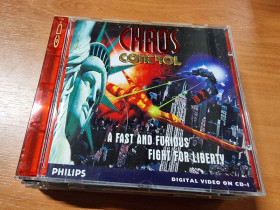 CHAOS
CONTROL
A FAST AND FURIOUS
FIGHT FOR LIBERTY
PHILIPS
DIGITAL VIDEO ON CD-I